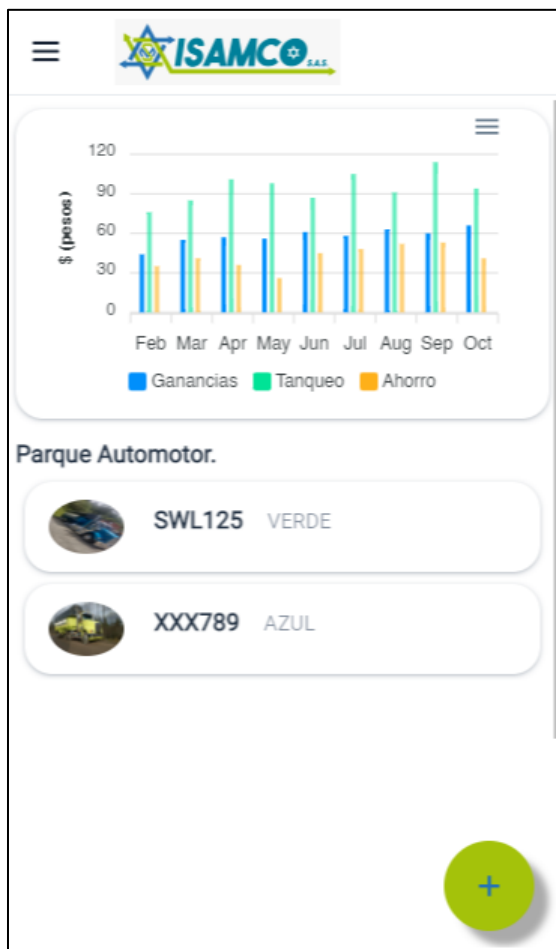 ISAMCO S.A.S.
120
90
60
30
0
$ (pesos)
Feb Mar Apr May Jun Jul Aug Sep Oct
Ganancias Tanqueo Ahorro
Parque Automotor.
SWL125 VERDE
XXX789 AZUL
+